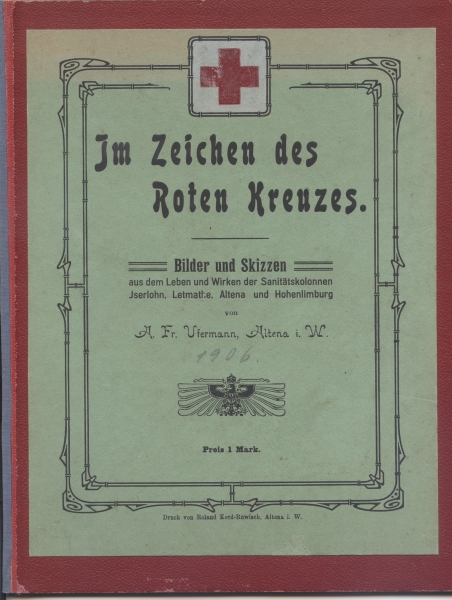 Im Zeichen des
Roten Kreuzes.
Bilder und Skizzen
aus dem Leben und Wirken der Sanitätskolonnen
Jserlohn, Letmathe, Altena und Hohenlimburg
von
A. Fr. Ufermann, Altena i. W.
1906.
Preis 1 Mark.
Druck von Roland Kord-Ruwisch, Altena i. W.